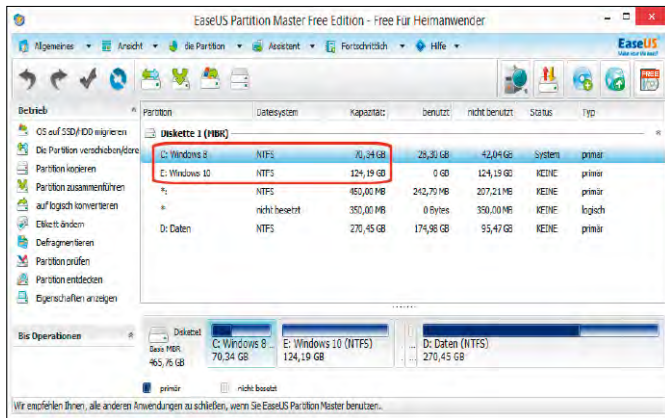 EaseUS Partition Master Free Edition - Free Für Heimanwender
Allgemeines Ansicht die Partition Assistent Fortschrittlich Hilfe EaseUS
FREE
Betrieb
Partition Dateisystem Kapazität: benutzt nicht benutzt Status Typ
OS auf SSD/HDD migrieren
Diskette 1 (MBR)
Die Partition verschieben/dere
C: Windows 8 NTFS 70,34 GB 28,30 GB 42,04 GB System primär
Partition kopieren
E: Windows 10 NTFS 124,19 GB 0 GB 124,19 GB KEINE primär
Partition zusammenführen
*: NTFS 450,00 MB 242,79 MB 207,21 MB KEINE primär
auf logisch konvertieren
*: nicht besetzt 350,00 MB 0 Bytes 350,00 MB KEINE logisch
Etikett ändern
D: Daten NTFS 270,45 GB 174,98 GB 95,47 GB KEINE primär
Defragmentieren
Partition prüfen
Partition entdecken
Eigenschaften anzeigen
Bis Operationen
Diskette1
Basis MBR
465,76 GB
C: Windows 8 ..
70,34 GB
E: Windows 10 (NTFS)
124,19 GB
D: Daten (NTFS)
270,45 GB
primär nicht besetzt
Wir empfehlen Ihnen, alle anderen Anwendungen zu schließen, wenn Sie EaseUS Partition Master benutzen..